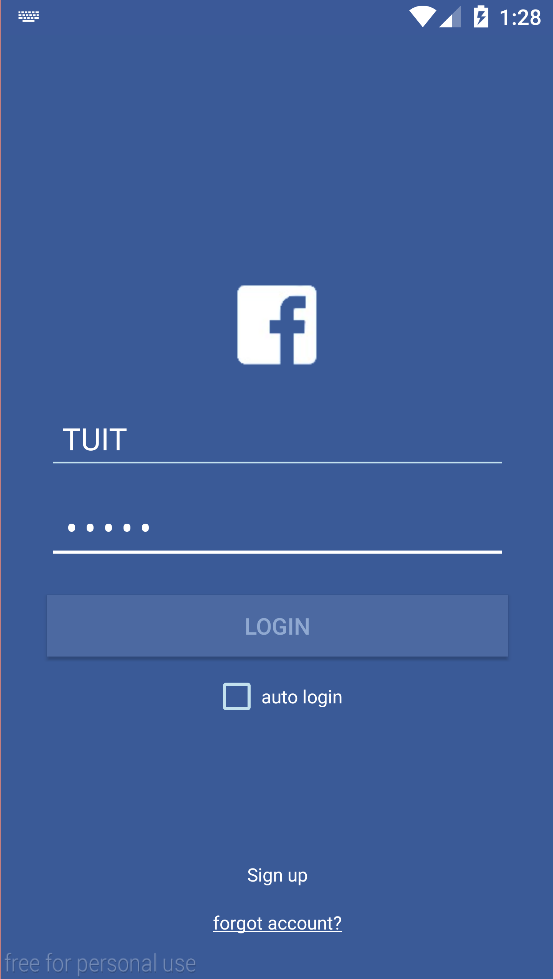 1:28
f
TUIT
•••••
LOGIN
auto login
Sign up
forgot account?
free for personal use